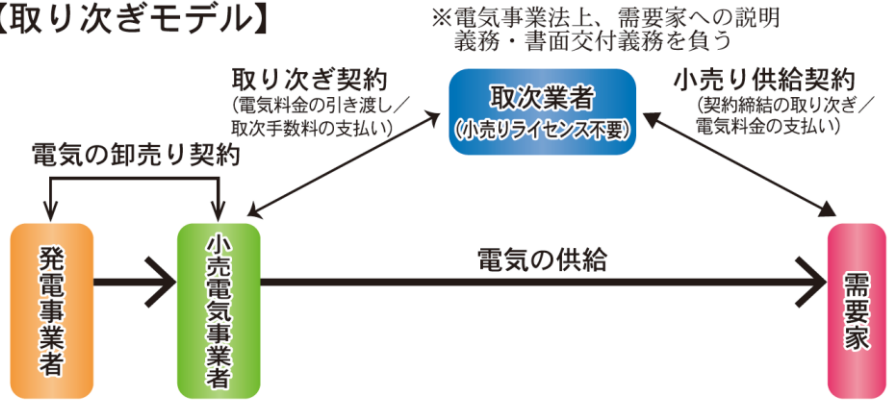 【取り次ぎモデル】
※電気事業法上、需要家への説明
義務・書面交付義務を負う
取り次ぎ契約
(電気料金の引き渡し／
取次手数料の支払い)
取次業者
(小売りライセンス不要)
小売り供給契約
(契約締結の取り次ぎ／
電気料金の支払い)
電気の卸売り契約
発電事業者
小売電気事業者
電気の供給
需要家